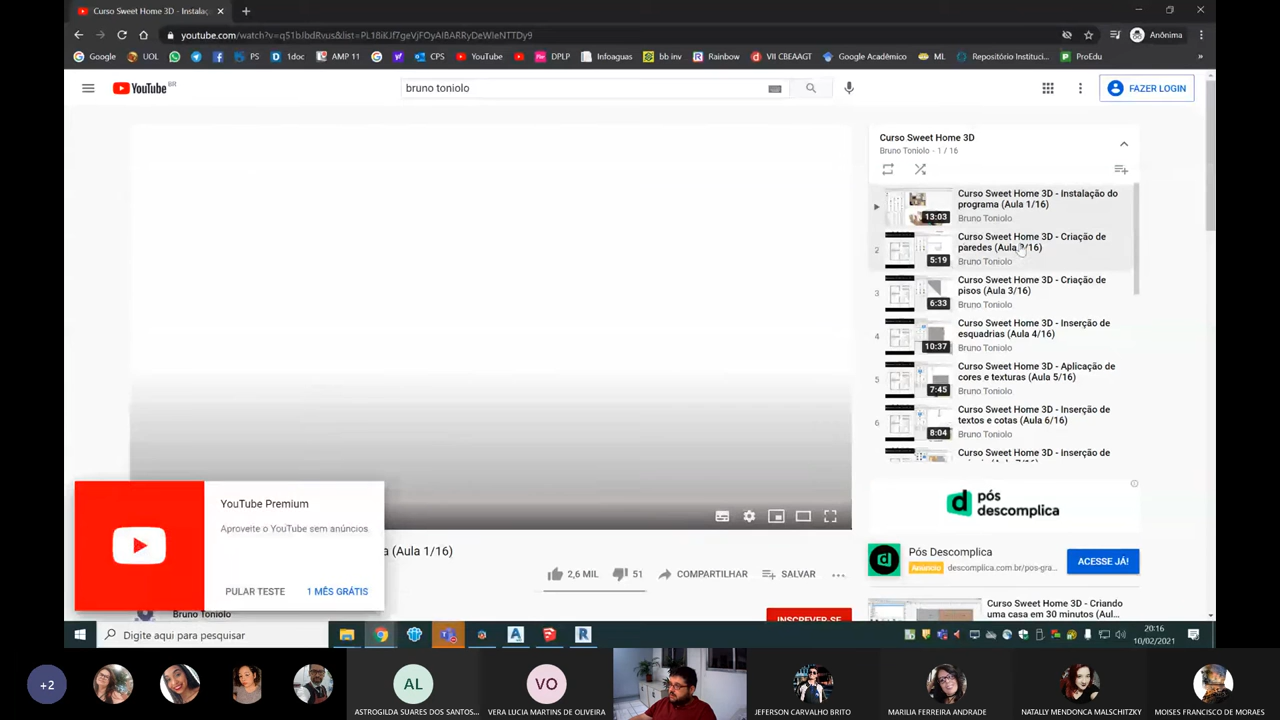 Curso Sweet Home 3D - Instalaç
youtube.com/watch?v=q51bJbdRvus&list=PL18iKJf7geVjFOyAlBARRyDeWIeNTTDy9
Anônima
Google
UOL
PS
1doc
AMP 11
CPS
YouTube
DPLP
Infoaguas
bb inv
Rainbow
VII CBEAAGT
Google Acadêmico
ML
Repositório Instituci...
ProEdu
YouTube BR
bruno toniolo
FAZER LOGIN
Curso Sweet Home 3D
Bruno Toniolo - 1 / 16
13:03
Curso Sweet Home 3D - Instalação do
programa (Aula 1/16)
Bruno Toniolo
2
5:19
Curso Sweet Home 3D - Criação de
paredes (Aula 2/16)
Bruno Toniolo
3
6:33
Curso Sweet Home 3D - Criação de
pisos (Aula 3/16)
Bruno Toniolo
4
10:37
Curso Sweet Home 3D - Inserção de
esquadrias (Aula 4/16)
Bruno Toniolo
5
7:45
Curso Sweet Home 3D - Aplicação de
cores e texturas (Aula 5/16)
Bruno Toniolo
6
8:04
Curso Sweet Home 3D - Inserção de
textos e cotas (Aula 6/16)
Bruno Toniolo
Curso Sweet Home 3D - Inserção de
pós
descomplica
Pós Descomplica
Anúncio descomplica.com.br/pos-gra...
ACESSE JÁ!
YouTube Premium
Aproveite o YouTube sem anúncios
PULAR TESTE
1 MÊS GRÁTIS
a (Aula 1/16)
2,6 MIL
51
COMPARTILHAR
SALVAR
Bruno Toniolo
INSCREVER-SE
Curso Sweet Home 3D - Criando
uma casa em 30 minutos (Aul...
Digite aqui para pesquisar
20:16
10/02/2021
+2
AL
VO
ASTROGILDA SUARES DOS SANTOS...
VERA LUCIA MARTINS DE OLIVEIRA
JEFERSON CARVALHO BRITO
MARILIA FERREIRA ANDRADE
NATALLY MENDONCA MALSCHITZKY
MOISES FRANCISCO DE MORAES